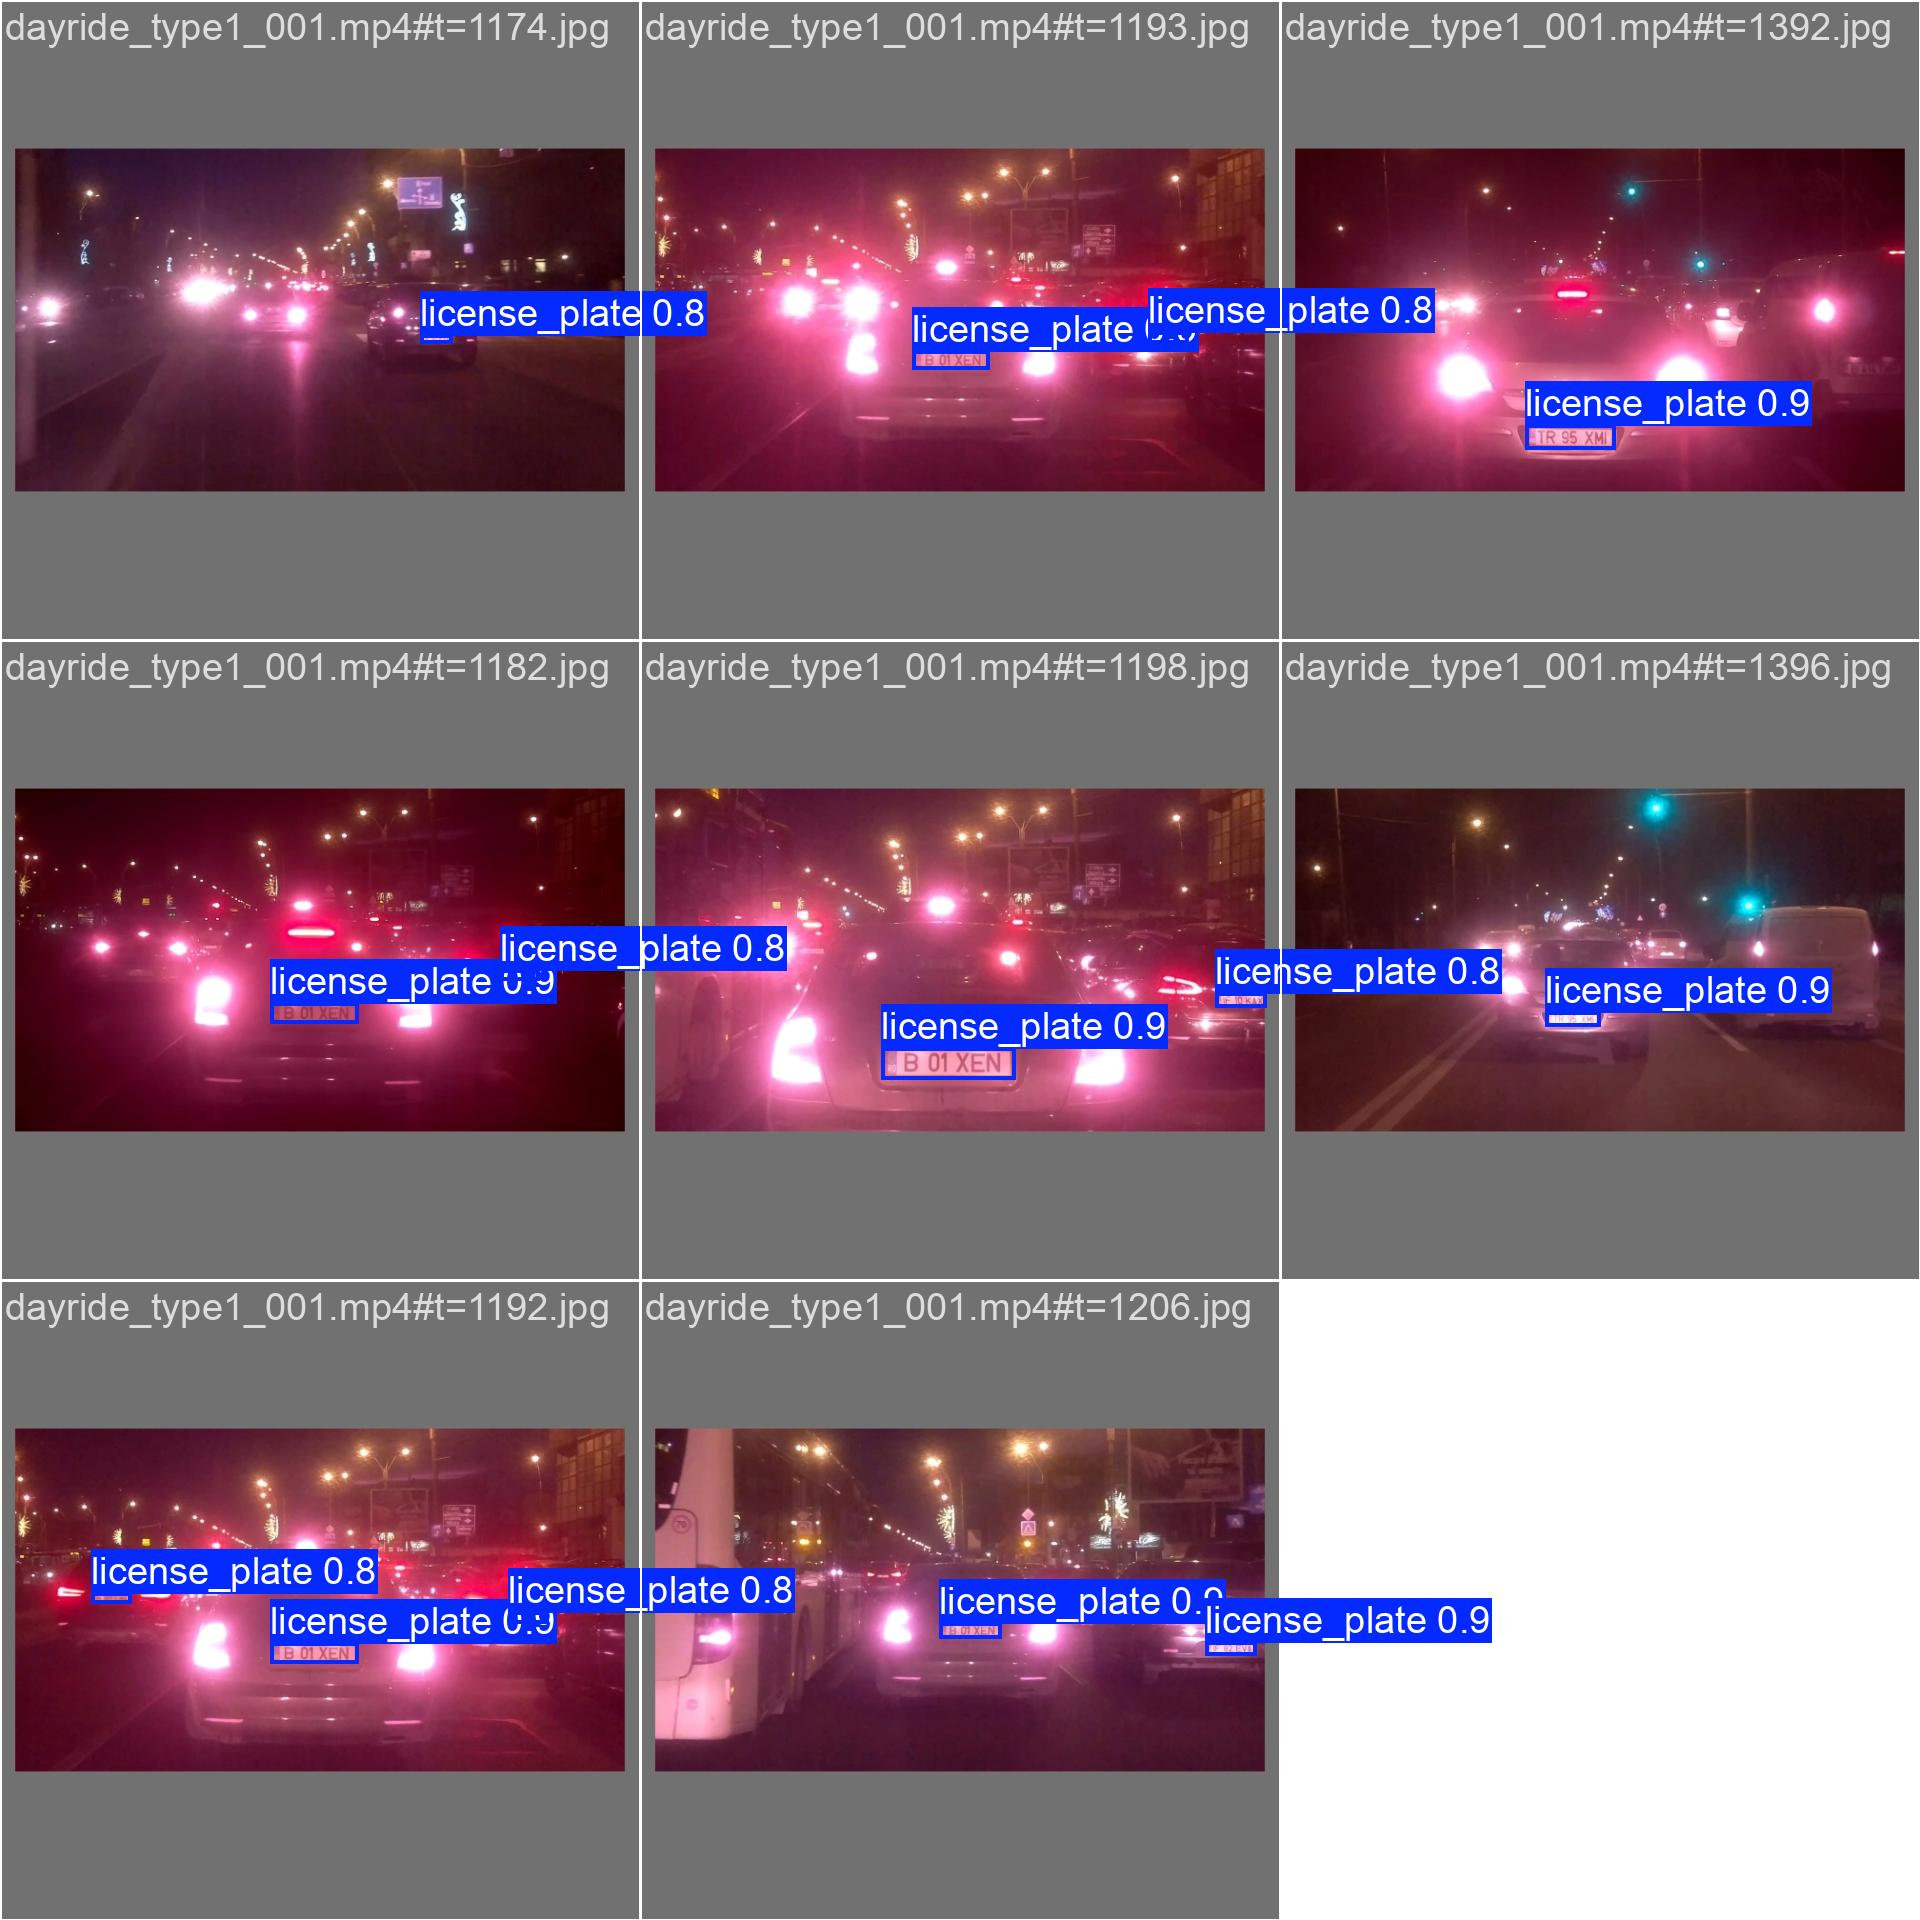 dayride_type1_001.mp4#t=1174.jpg
dayride_type1_001.mp4#t=1193.jpg
dayride_type1_001.mp4#t=1392.jpg
license_plate 0.8
license_plate
B 01 XEN
license_plate 0.8
license_plate 0.9
TR 95 XMI
dayride_type1_001.mp4#t=1182.jpg
dayride_type1_001.mp4#t=1198.jpg
dayride_type1_001.mp4#t=1396.jpg
license_plate 0.9
B 01 XEN
license_plate 0.8
license_plate 0.9
B 01 XEN
license_plate 0.8
license_plate 0.9
dayride_type1_001.mp4#t=1192.jpg
dayride_type1_001.mp4#t=1206.jpg
license_plate 0.8
license_plate 0.9
B 01 XEN
license_plate 0.8
70
license_plate 0.9
B 01 XEN
license_plate 0.9